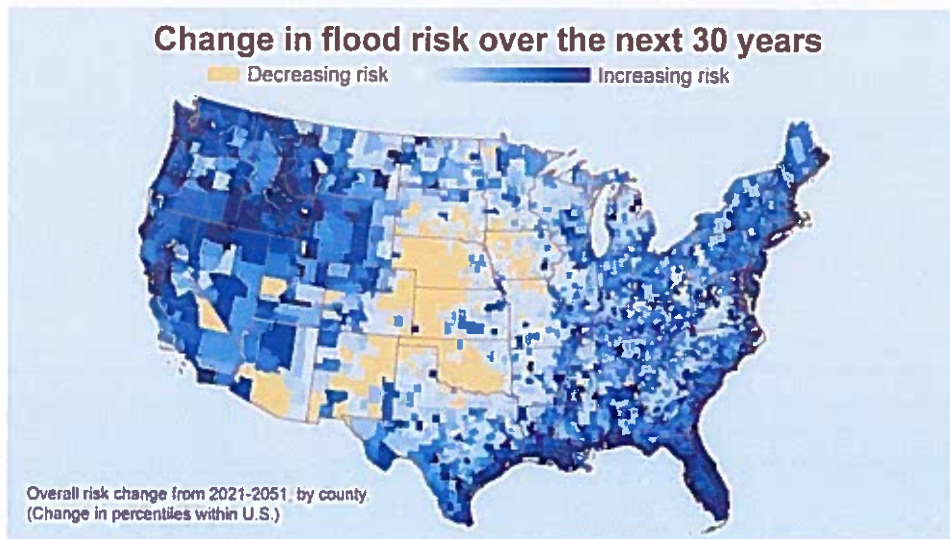 Change in flood risk over the next 30 years
Decreasing risk Increasing risk
Overall risk change from 2021-2051, by county.
(Change in percentiles within U.S.)